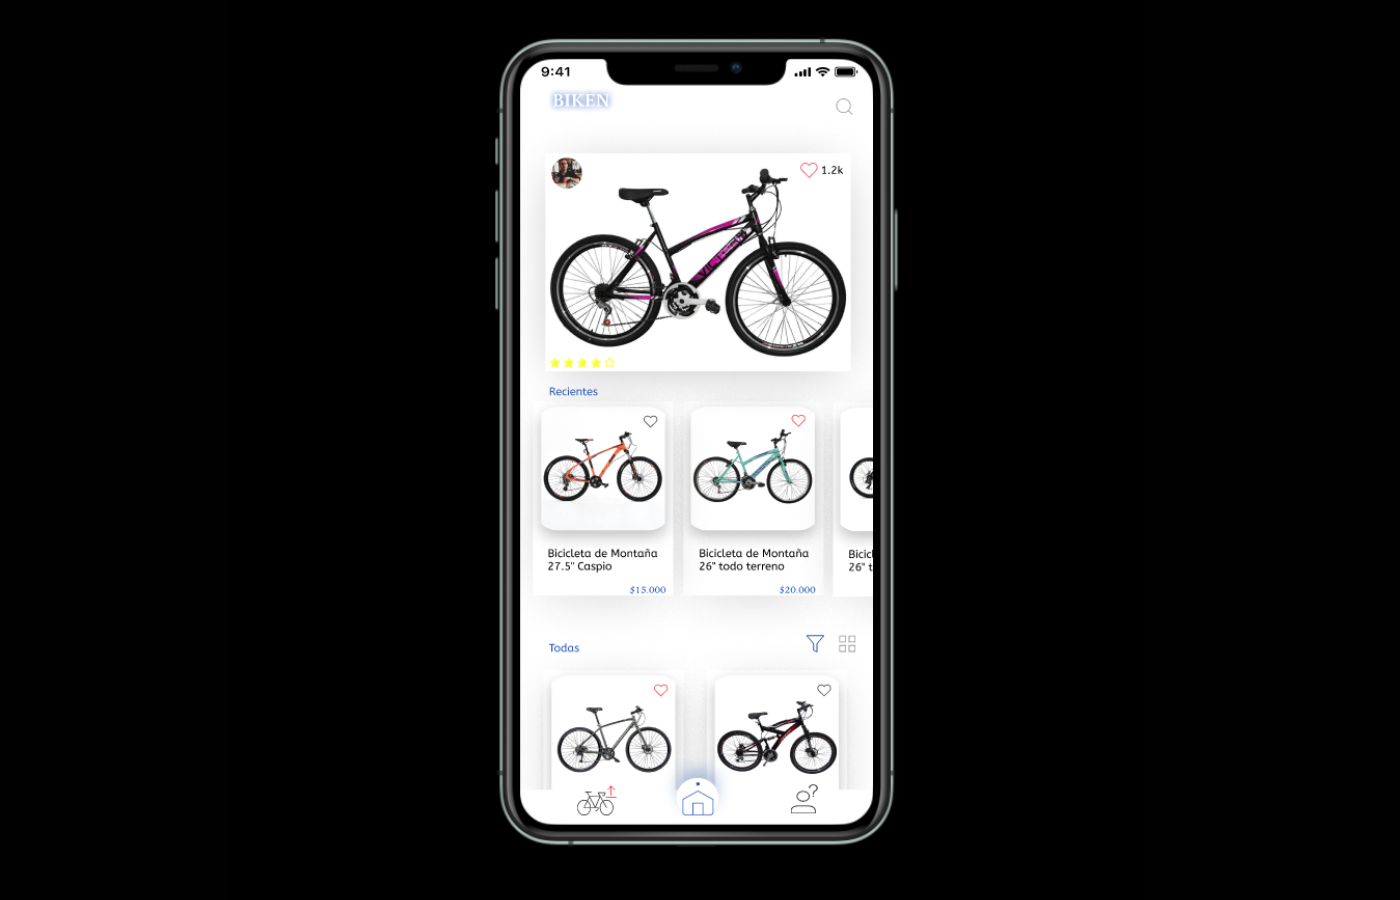 9:41
BIKEN
1.2k
Recientes
Bicicleta de Montaña
27.5" Caspio
$15.000
Bicicleta de Montaña
26" todo terreno
$20.000
26" t
Todas